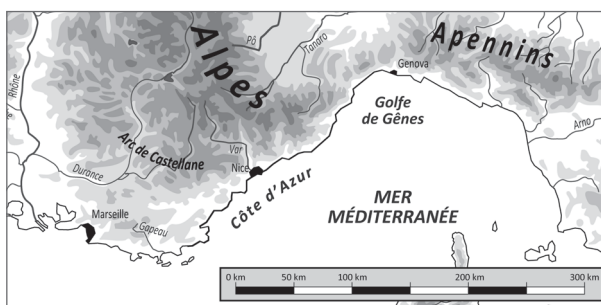 Alpes
Apennins
Pô
Tanaro
Genova
Rhône
Golfe
de Gênes
Arno
Arc de Castellane
Var
Durance
Nice
Côte d'Azur
MER
MÉDITERRANÉE
Marseille
Gapeau
0 km 50 km 100 km 200 km 300 km